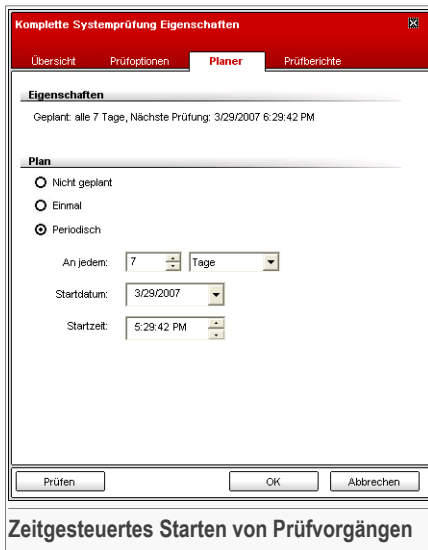 Komplette Systemprüfung Eigenschaften
Übersicht Prüfoptionen Planer Prüfberichte
Eigenschaften
Geplant: alle 7 Tage, Nächste Prüfung: 3/29/2007 6:29:42 PM
Plan
Nicht geplant
Einmal
Periodisch
An jedem: 7 Tage
Startdatum: 3/29/2007
Startzeit: 5:29:42 PM
Prüfen OK Abbrechen
Zeitgesteuertes Starten von Prüfvorgängen